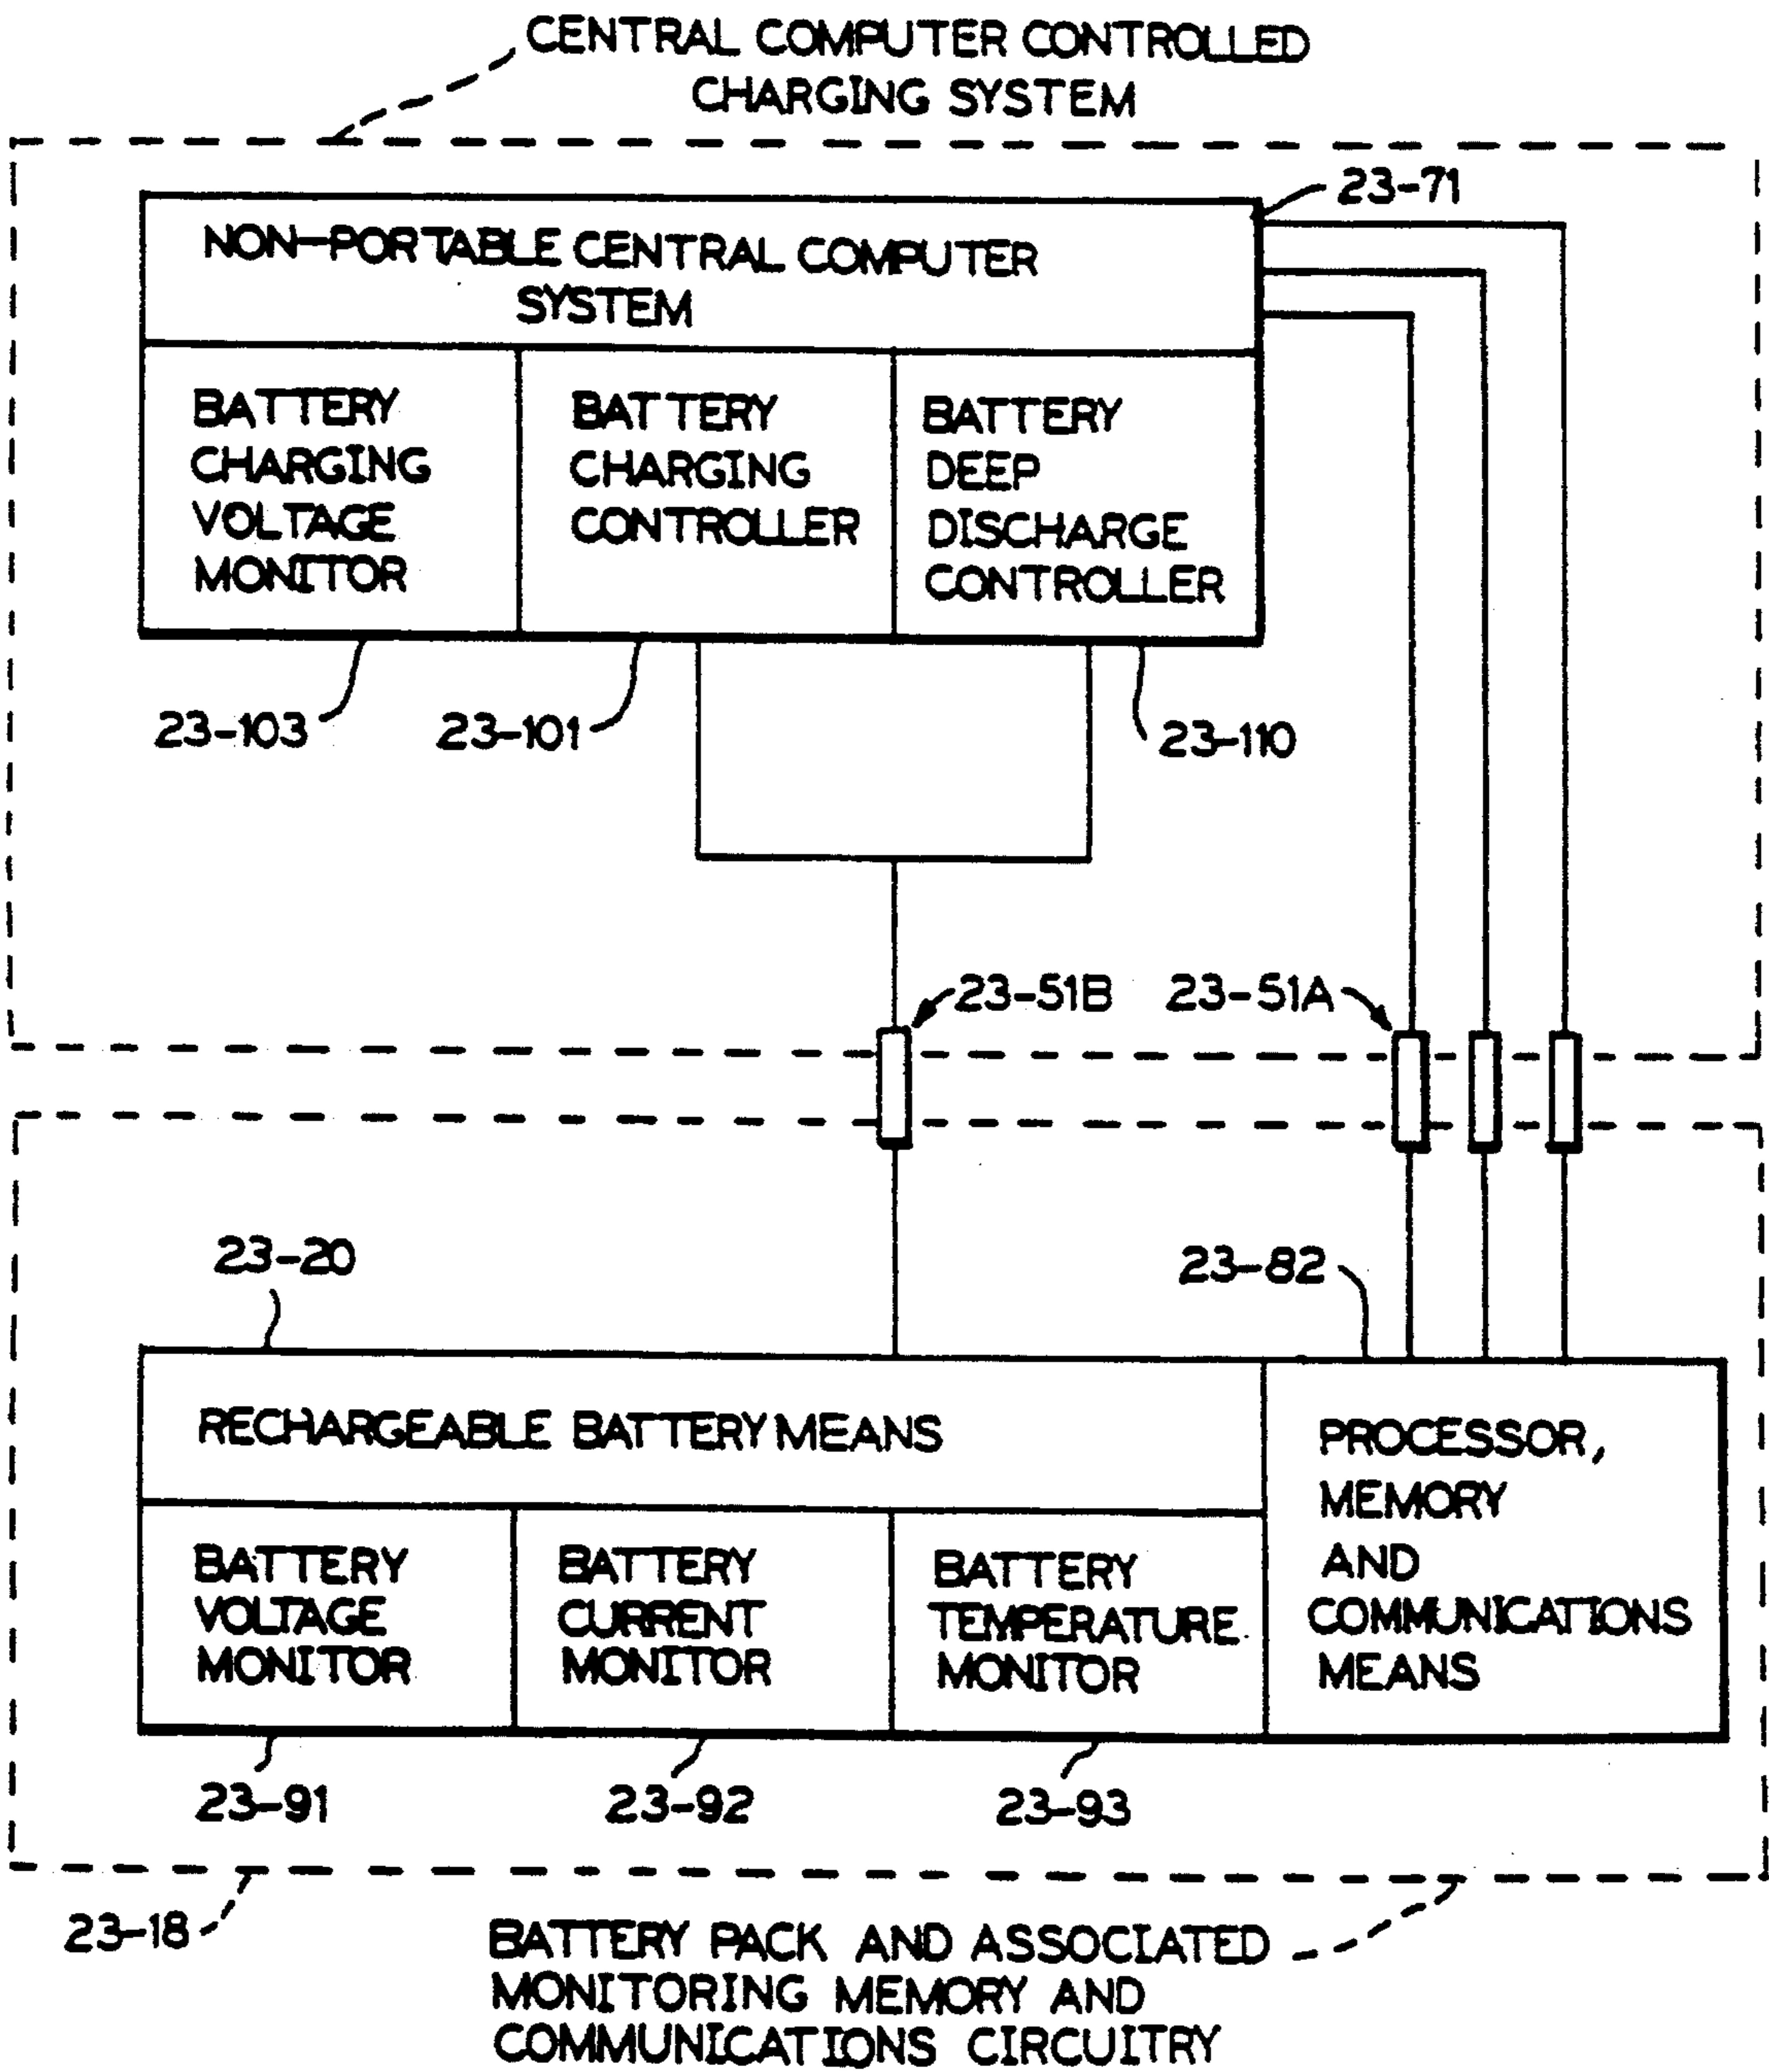 CENTRAL COMPUTER CONTROLLED
CHARGING SYSTEM
23-71
NON-PORTABLE CENTRAL COMPUTER
SYSTEM
BATTERY
CHARGING
VOLTAGE
MONITOR
BATTERY
CHARGING
CONTROLLER
BATTERY
DEEP
DISCHARGE
CONTROLLER
23-103
23-101
23-110
23-51B
23-51A
23-20
23-82
RECHARGEABLE BATTERY MEANS
BATTERY
VOLTAGE
MONITOR
BATTERY
CURRENT
MONITOR
BATTERY
TEMPERATURE
MONITOR
PROCESSOR,
MEMORY
AND
COMMUNICATIONS
MEANS
23-91
23-92
23-93
23-18
BATTERY PACK AND ASSOCIATED
MONITORING MEMORY AND
COMMUNICATIONS CIRCUITRY